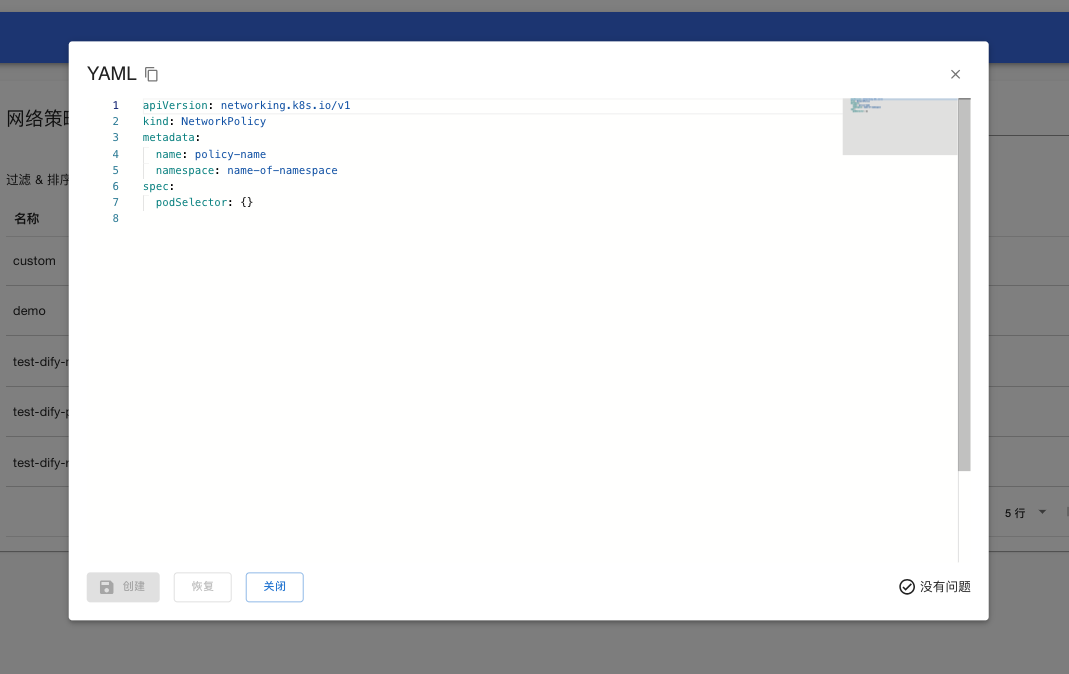 YAML
1 apiVersion: networking.k8s.io/v1
2 kind: NetworkPolicy
3 metadata:
4   name: policy-name
5   namespace: name-of-namespace
6 spec:
7   podSelector: {}
8
网络策
过滤 & 排序
名称
custom
demo
test-dify-
test-dify-
test-dify-
5 行
创建
恢复
关闭
没有问题